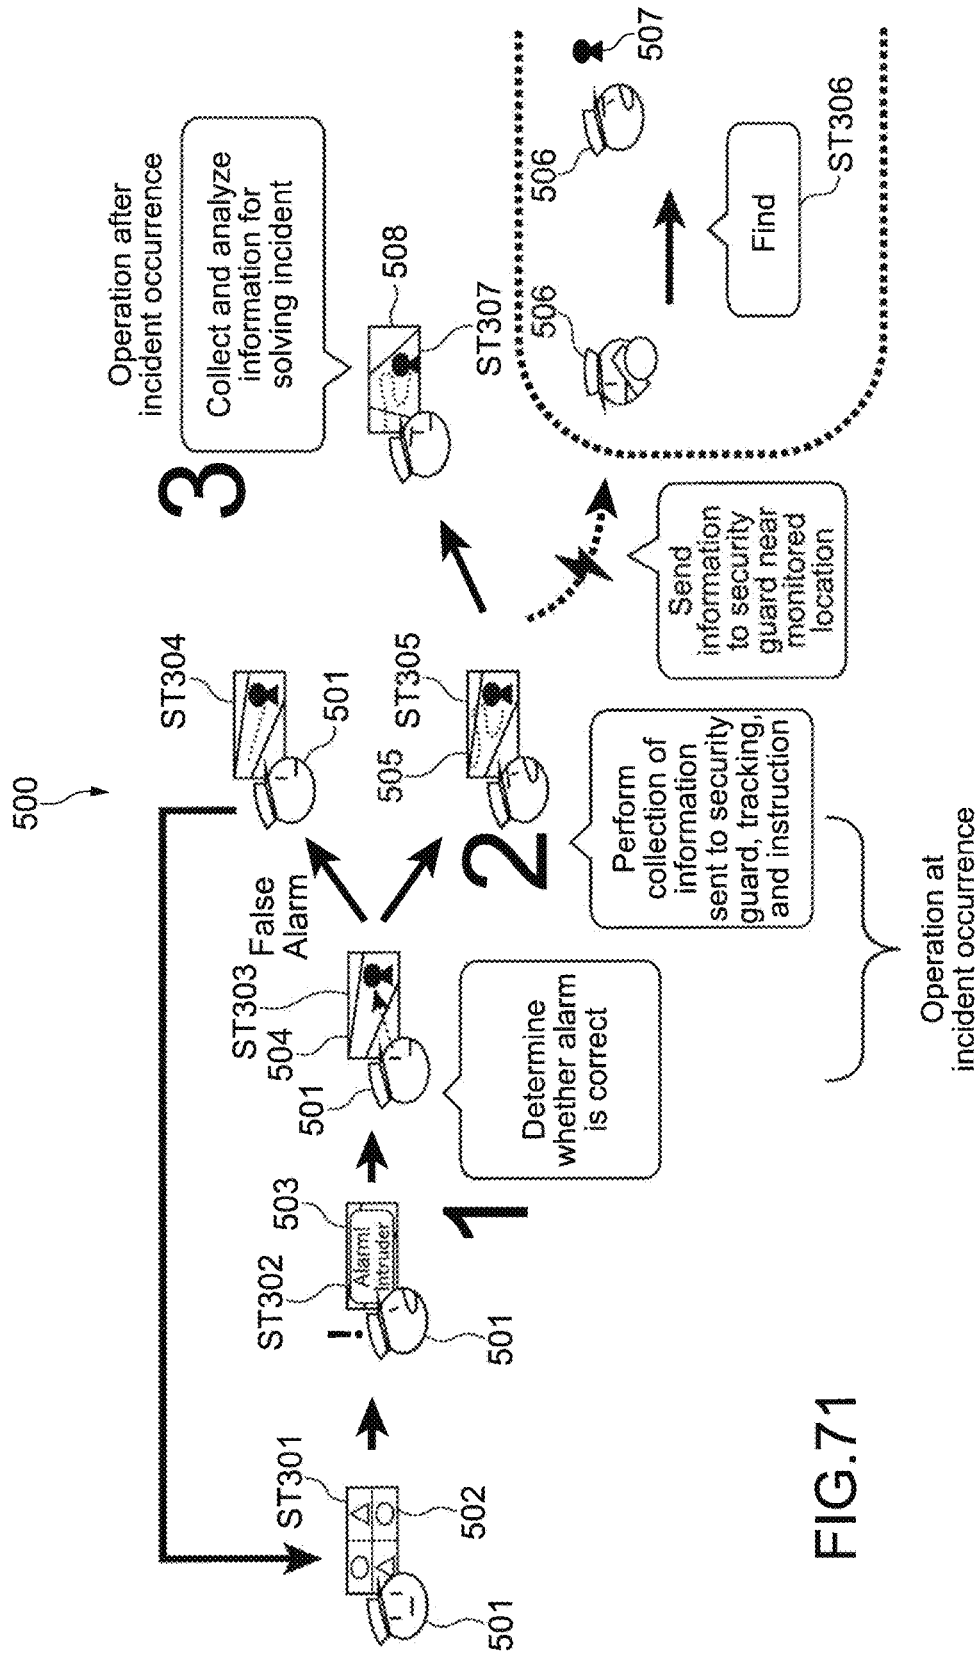 500
ST301
502
501
ST302
503
Alarm!
Intruder
!
501
1
ST303
504
501
Determine
whether alarm
is correct
False
Alarm
ST304
501
ST305
505
2
Perform
collection of
information
sent to security
guard, tracking,
and instruction
Operation at
incident occurrence
Send
information
to security
guard near
monitored
location
3
Operation after
incident occurrence
Collect and analyze
information for
solving incident
508
ST307
506
506
507
Find
ST306
FIG.71